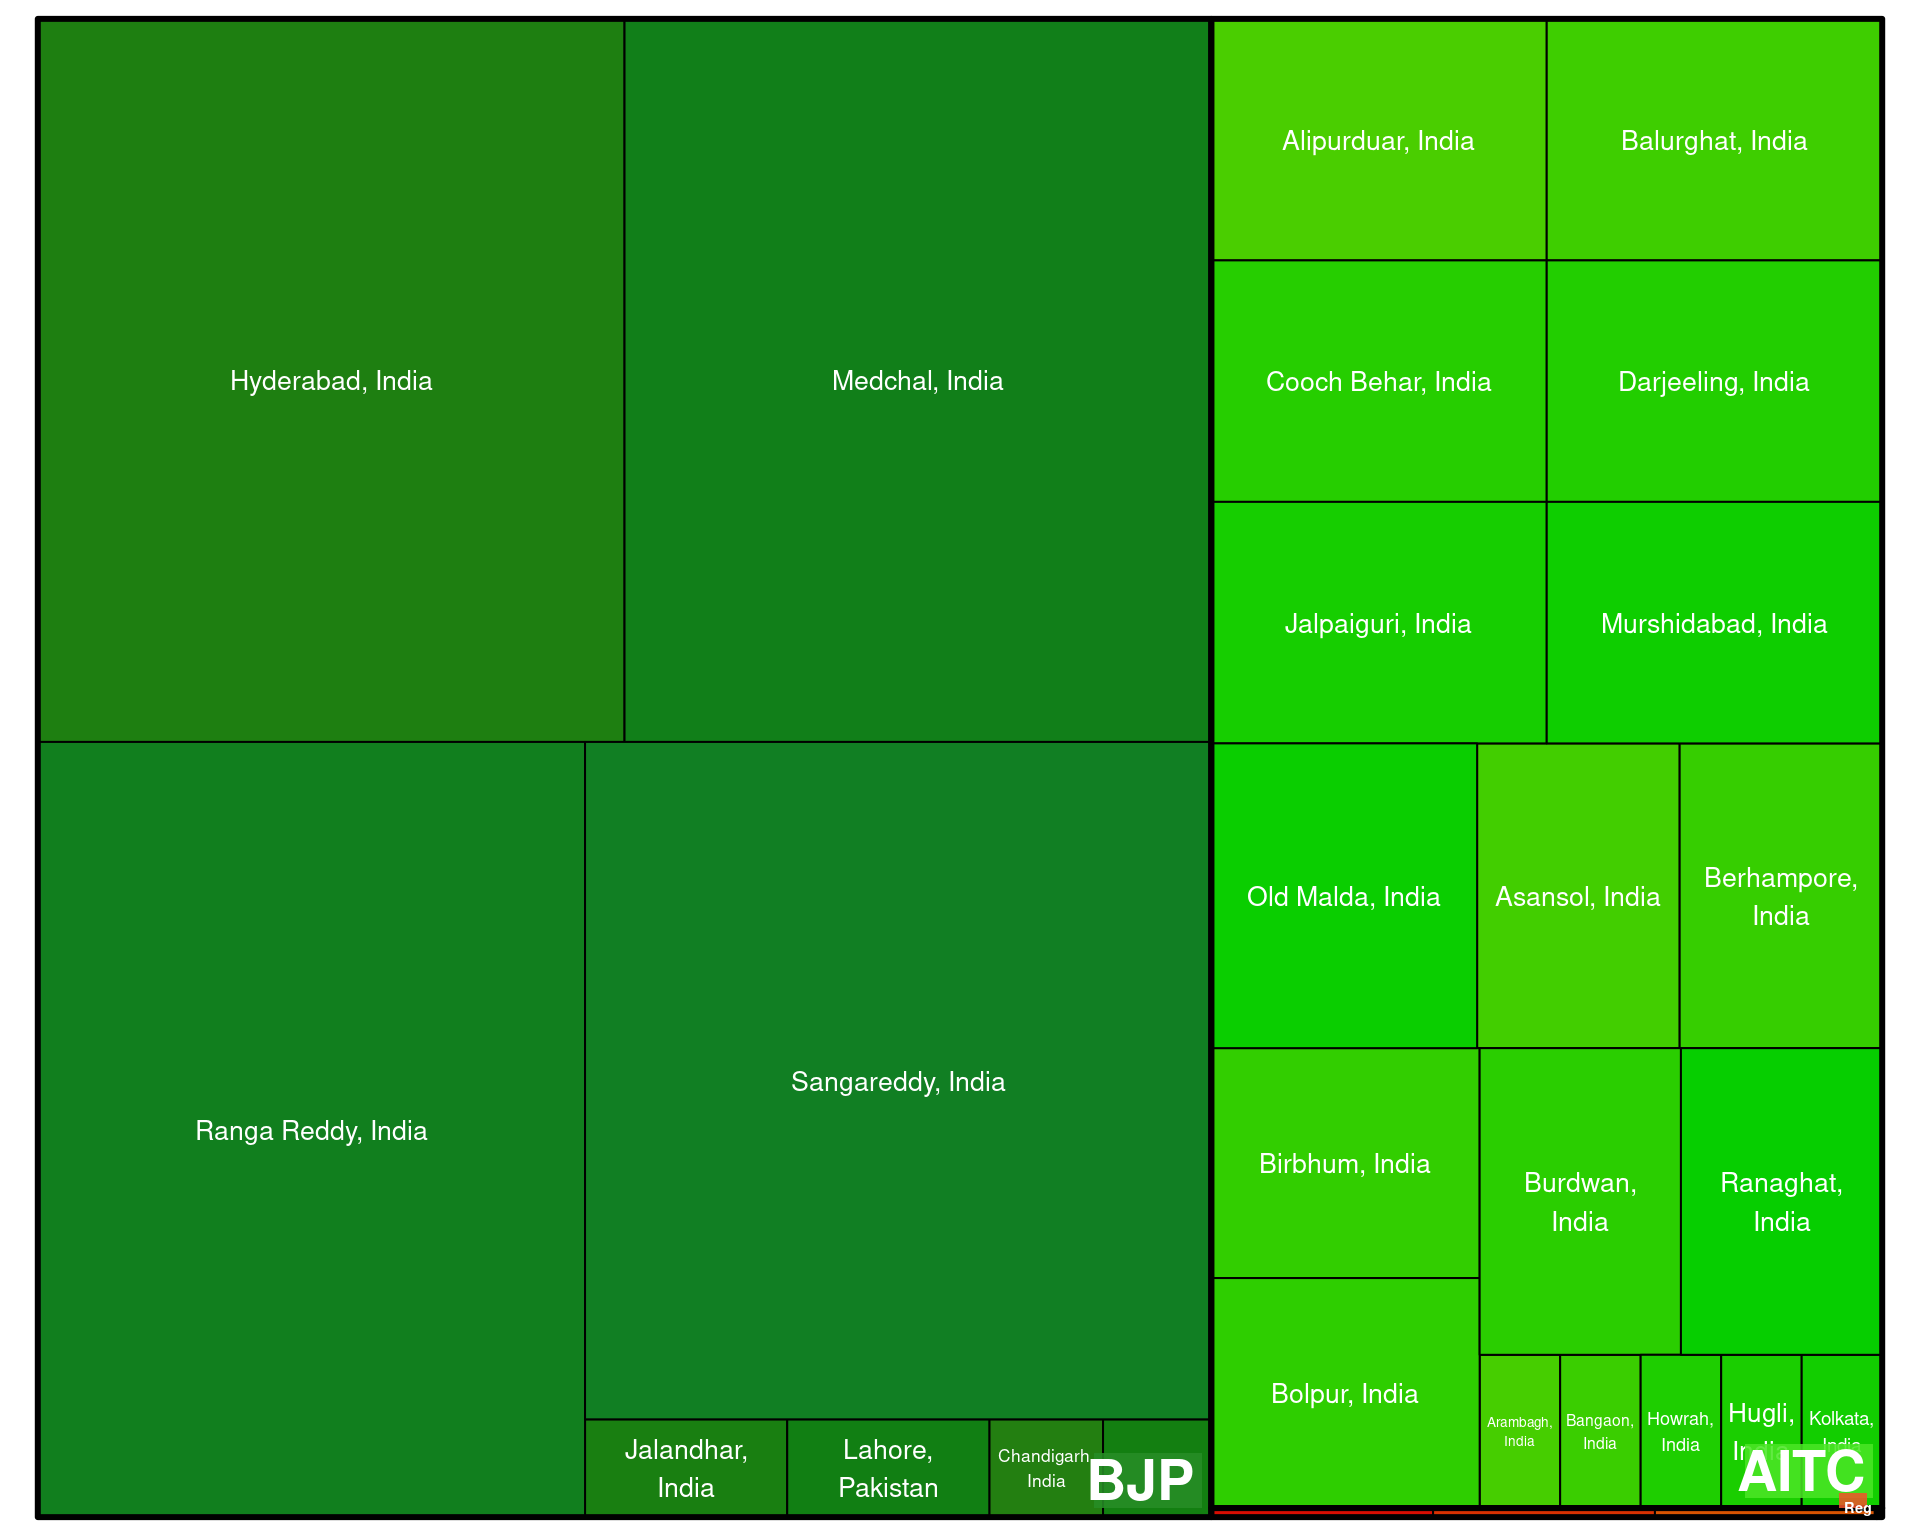 Hyderabad, India
Medchal, India
Alipurduar, India
Balurghat, India
Cooch Behar, India
Darjeeling, India
Jalpaiguri, India
Murshidabad, India
Old Malda, India
Asansol, India
Berhampore,
India
Ranga Reddy, India
Sangareddy, India
Birbhum, India
Burdwan,
India
Ranaghat,
India
Bolpur, India
Arambagh,
India
Bangaon,
India
Howrah,
India
Hugli,
India
Kolkata,
India
Jalandhar,
India
Lahore,
Pakistan
Chandigarh
India
BJP
AITC
Reg